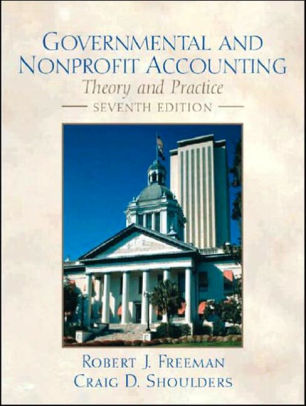 GOVERNMENTAL AND
NONPROFIT ACCOUNTING
Theory and Practice
SEVENTH EDITION
ROBERT J. FREEMAN
CRAIG D. SHOULDERS